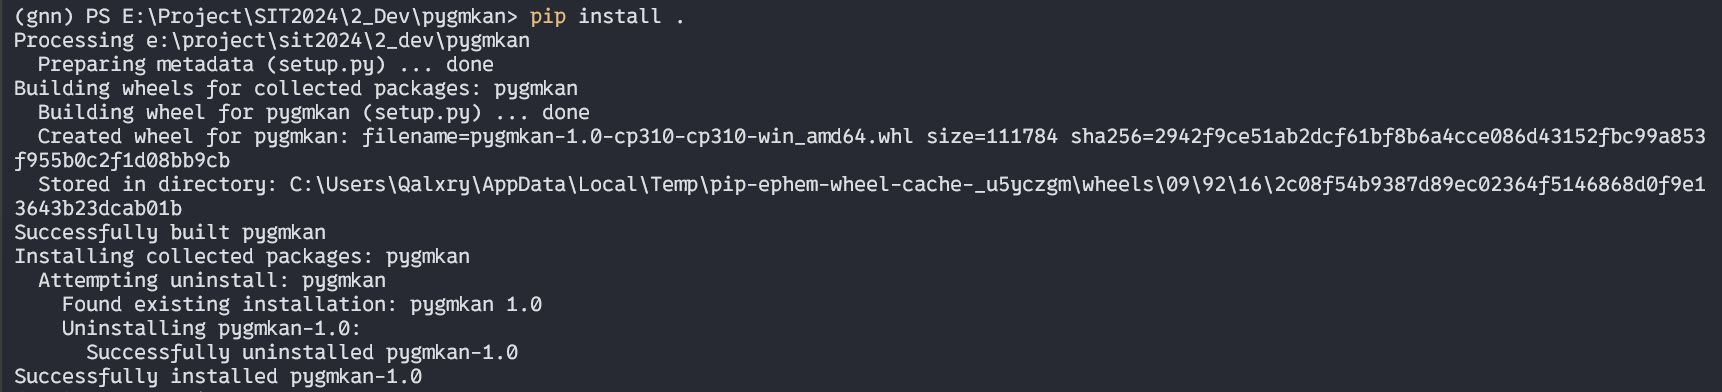 (gnn) PS E:\Project\SIT2024\2_Dev\pygmkan> pip install .
Processing e:\project\sit2024\2_dev\pygmkan
  Preparing metadata (setup.py) ... done
Building wheels for collected packages: pygmkan
  Building wheel for pygmkan (setup.py) ... done
  Created wheel for pygmkan: filename=pygmkan-1.0-cp310-cp310-win_amd64.whl size=111784 sha256=2942f9ce51ab2dcf61bf8b6a4cce086d43152fbc99a853
f955b0c2f1d08bb9cb
  Stored in directory: C:\Users\Qalxry\AppData\Local\Temp\pip-ephem-wheel-cache-_u5yczgm\wheels\09\92\16\2c08f54b9387d89ec02364f5146868d0f9e1
3643b23dcab01b
Successfully built pygmkan
Installing collected packages: pygmkan
  Attempting uninstall: pygmkan
    Found existing installation: pygmkan 1.0
    Uninstalling pygmkan-1.0:
      Successfully uninstalled pygmkan-1.0
Successfully installed pygmkan-1.0